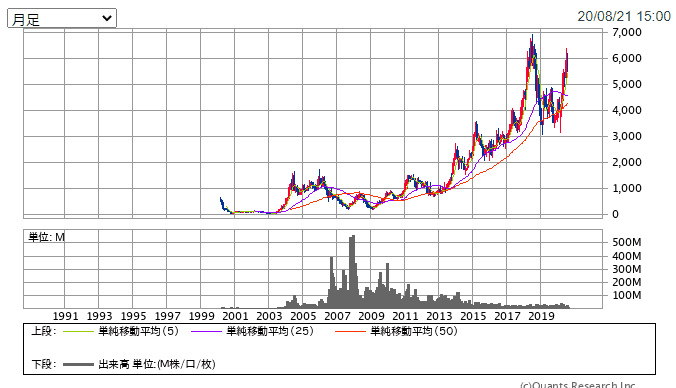 月足
20/08/21 15:00
7,000
6,000
5,000
4,000
3,000
2,000
1,000
0
単位: M
500M
400M
300M
200M
100M
1991 1993 1995 1997 1999 2001 2003 2005 2007 2009 2011 2013 2015 2017 2019
上段: 単純移動平均(5) 単純移動平均(25) 単純移動平均(50)
下段: 出来高 単位:(M株/口/枚)
(c)Quants Research Inc.